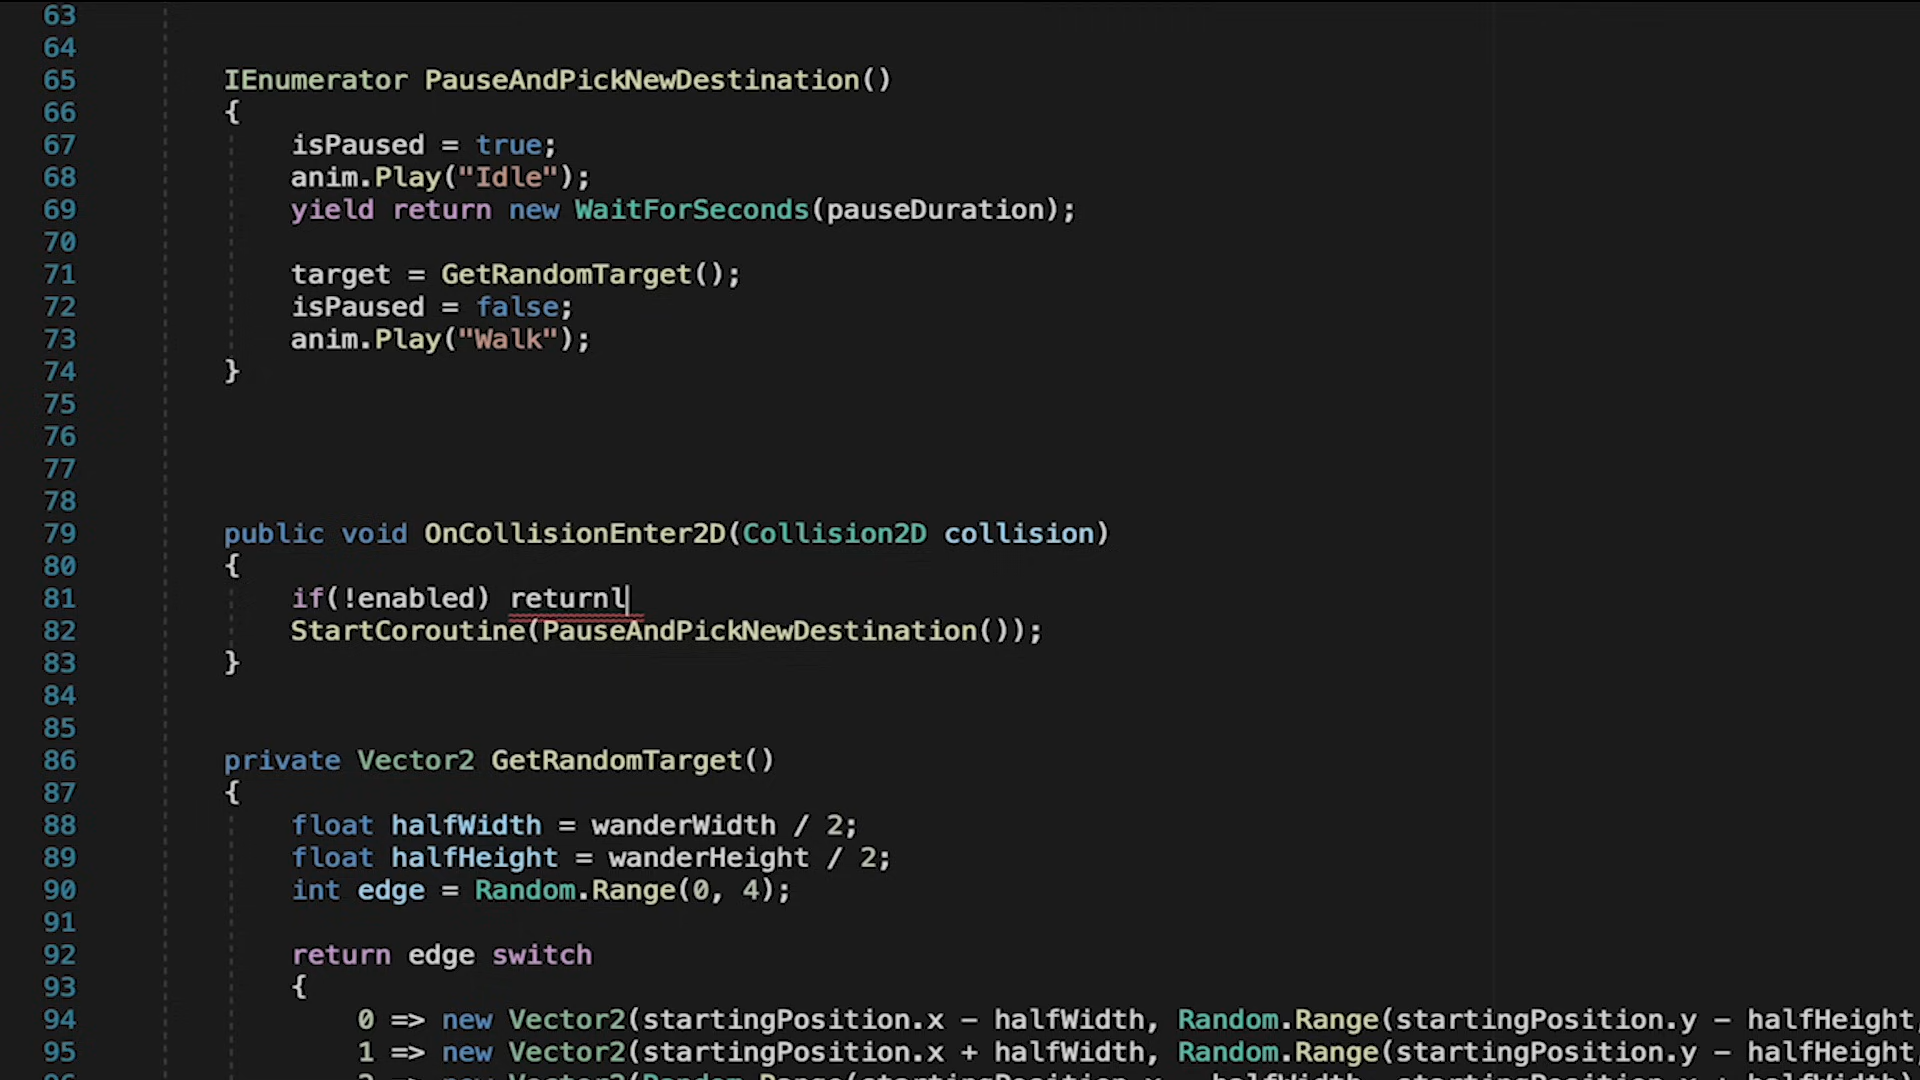 63
64
65 IEnumerator PauseAndPickNewDestination()
66 {
67 isPaused = true;
68 anim.Play("Idle");
69 yield return new WaitForSeconds(pauseDuration);
70
71 target = GetRandomTarget();
72 isPaused = false;
73 anim.Play("Walk");
74 }
75
76
77
78
79 public void OnCollisionEnter2D(Collision2D collision)
80 {
81 if(!enabled) returnl
82 StartCoroutine(PauseAndPickNewDestination());
83 }
84
85
86 private Vector2 GetRandomTarget()
87 {
88 float halfWidth = wanderWidth / 2;
89 float halfHeight = wanderHeight / 2;
90 int edge = Random.Range(0, 4);
91
92 return edge switch
93 {
94 0 => new Vector2(startingPosition.x - halfWidth, Random.Range(startingPosition.y - halfHeight,
95 1 => new Vector2(startingPosition.x + halfWidth, Random.Range(startingPosition.y - halfHeight,